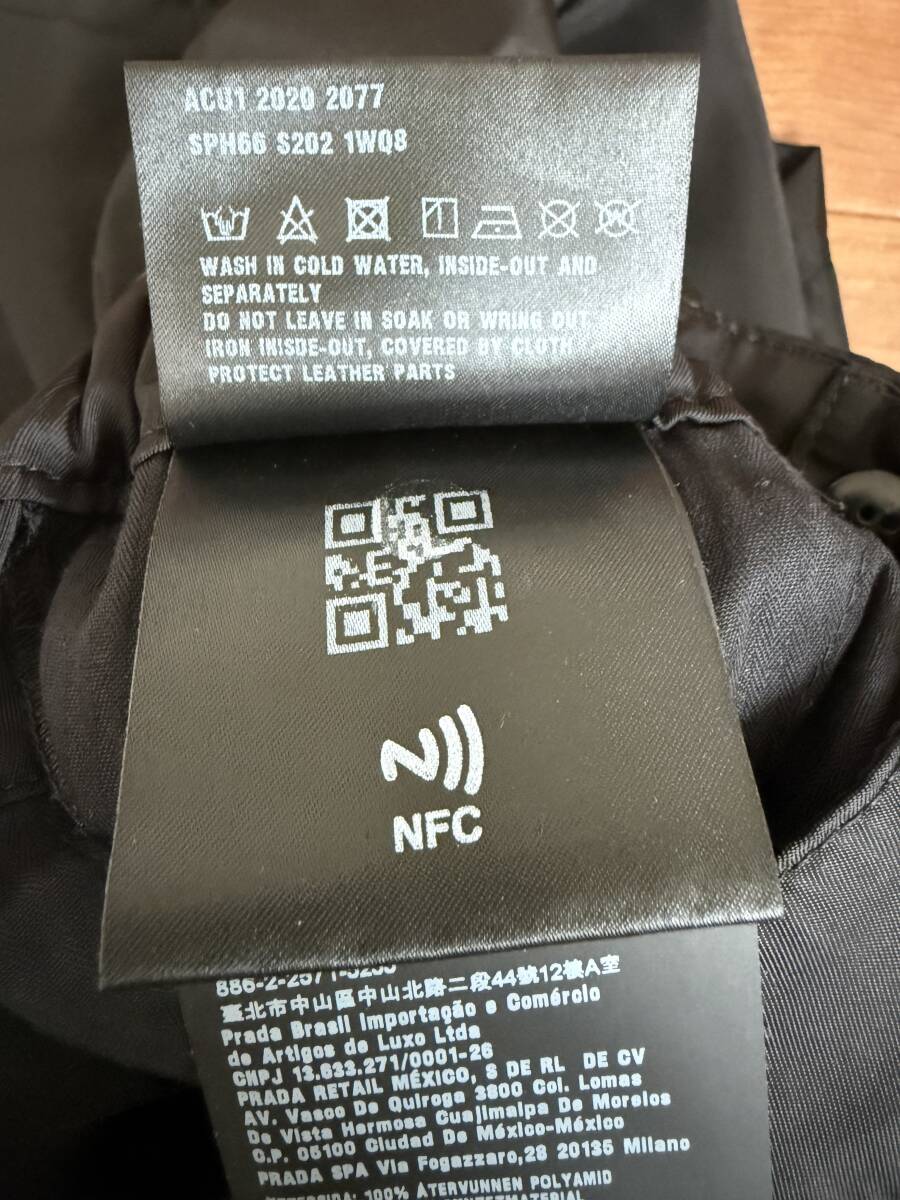 ACU1 2020 2077
SPH66 S202 1WQ8
WASH IN COLD WATER, INSIDE-OUT AND
SEPARATELY
DO NOT LEAVE IN SOAK OR WRING OUT
IRON INISDE-OUT, COVERED BY CLOTH
PROTECT LEATHER PARTS
NFC
886-2-2571-3233
臺北市中山區中山北路二段44號12樓A室
Prada Brasil Importação e Comércio
de Artigos de Luxo Ltda
CNPJ 13.633.271/0001-26
PRADA RETAIL MÉXICO, S DE RL DE CV
AV. Vasco De Quiroga 3800 Col. Lomas
De Vista Hermosa Cuajimalpa De Morelos
C.P. 05100 Ciudad De México-México
PRADA SPA Via Fogazzaro,28 20135 Milano
100% ATERVUNNEN POLYAMID